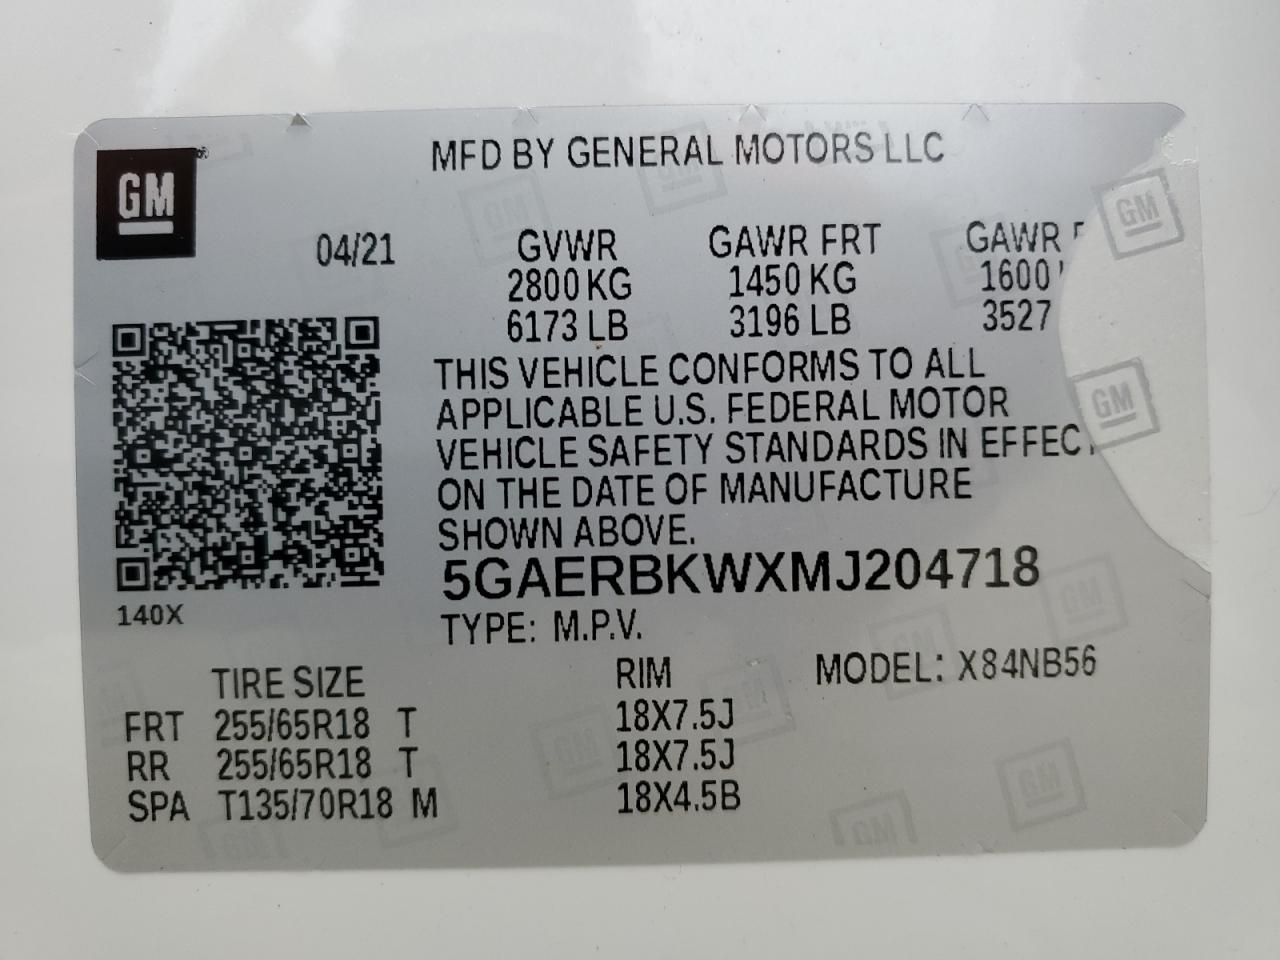 GM
MFD BY GENERAL MOTORS LLC
04/21 GVWR GAWR FRT GAWR
2800 KG 1450 KG 1600
6173 LB 3196 LB 3527
THIS VEHICLE CONFORMS TO ALL
APPLICABLE U.S. FEDERAL MOTOR
VEHICLE SAFETY STANDARDS IN EFFEC
ON THE DATE OF MANUFACTURE
SHOWN ABOVE.
5GAERBKWXMJ204718
140X
TYPE: M.P.V.
TIRE SIZE RIM MODEL: X84NB56
FRT 255/65R18 T 18X7.5J
RR 255/65R18 T 18X7.5J
SPA T135/70R18 M 18X4.5B